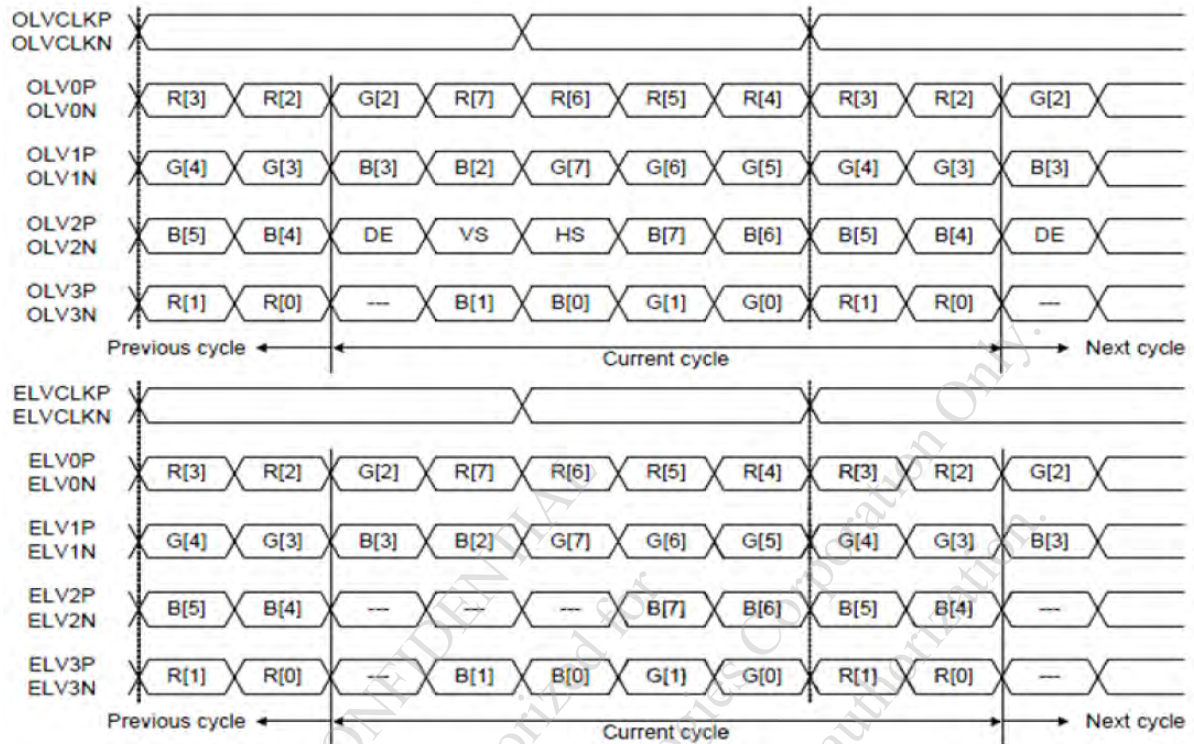 OLVCLKP
OLVCLKN
OLV0P
OLV0N
R[3] R[2] G[2] R[7] R[6] R[5] R[4] R[3] R[2] G[2]
OLV1P
OLV1N
G[4] G[3] B[3] B[2] G[7] G[6] G[5] G[4] G[3] B[3]
OLV2P
OLV2N
B[5] B[4] DE VS HS B[7] B[6] B[5] B[4] DE
OLV3P
OLV3N
R[1] R[0] --- B[1] B[0] G[1] G[0] R[1] R[0] ---
Previous cycle Current cycle Next cycle
ELVCLKP
ELVCLKN
ELV0P
ELV0N
R[3] R[2] G[2] R[7] R[6] R[5] R[4] R[3] R[2] G[2]
ELV1P
ELV1N
G[4] G[3] B[3] B[2] G[7] G[6] G[5] G[4] G[3] B[3]
ELV2P
ELV2N
B[5] B[4] --- --- --- B[7] B[6] B[5] B[4] ---
ELV3P
ELV3N
R[1] R[0] --- B[1] B[0] G[1] G[0] R[1] R[0] ---
Previous cycle Current cycle Next cycle
for
Corporation Only.
authorization.